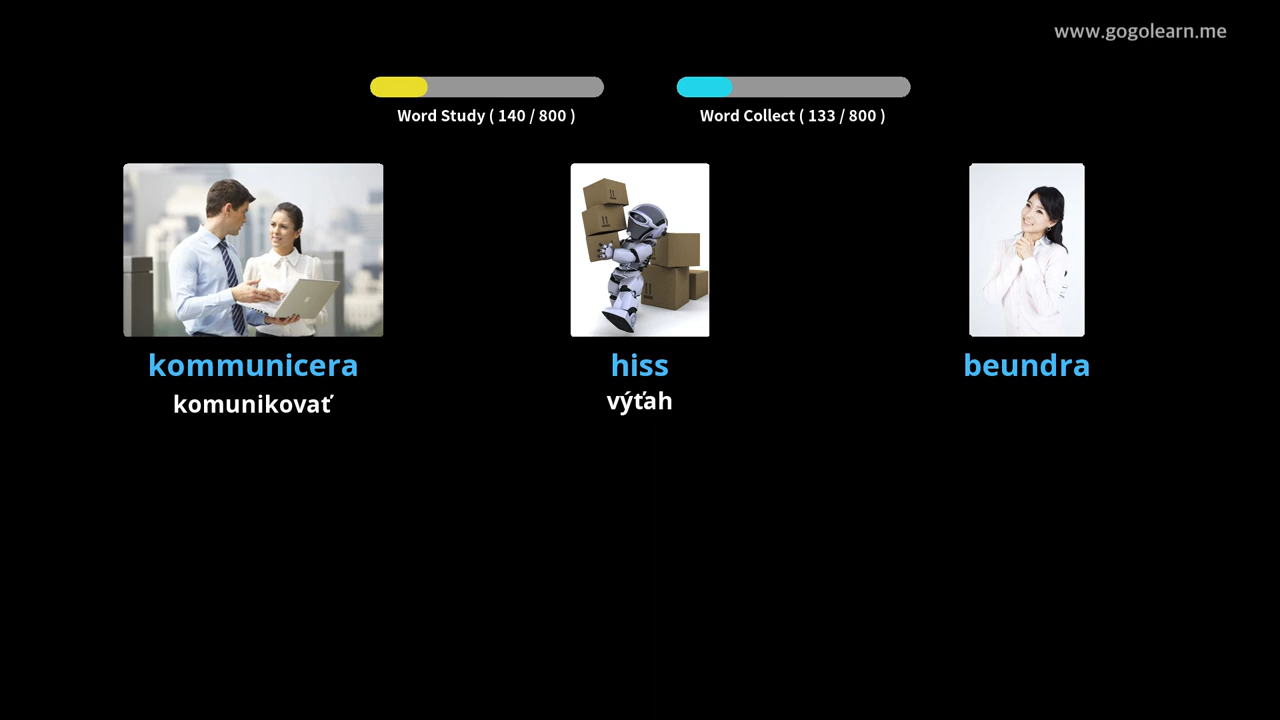 www.gogolearn.me
Word Study ( 140 / 800 )
Word Collect ( 133 / 800 )
kommunicera
hiss
beundra
komunikovať
výťah